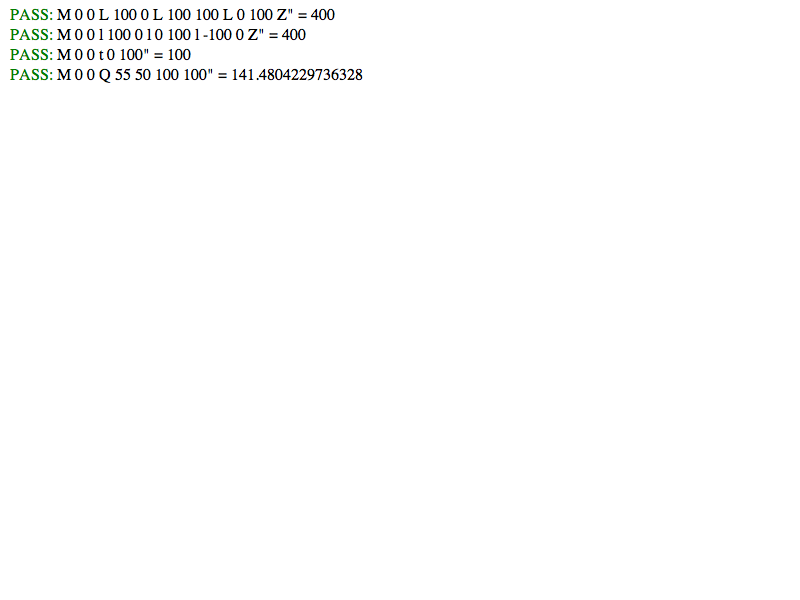 PASS: M 0 0 L 100 0 L 100 100 L 0 100 Z" = 400
PASS: M 0 0 l 100 0 l 0 100 l -100 0 Z" = 400
PASS: M 0 0 t 0 100" = 100
PASS: M 0 0 Q 55 50 100 100" = 141.4804229736328